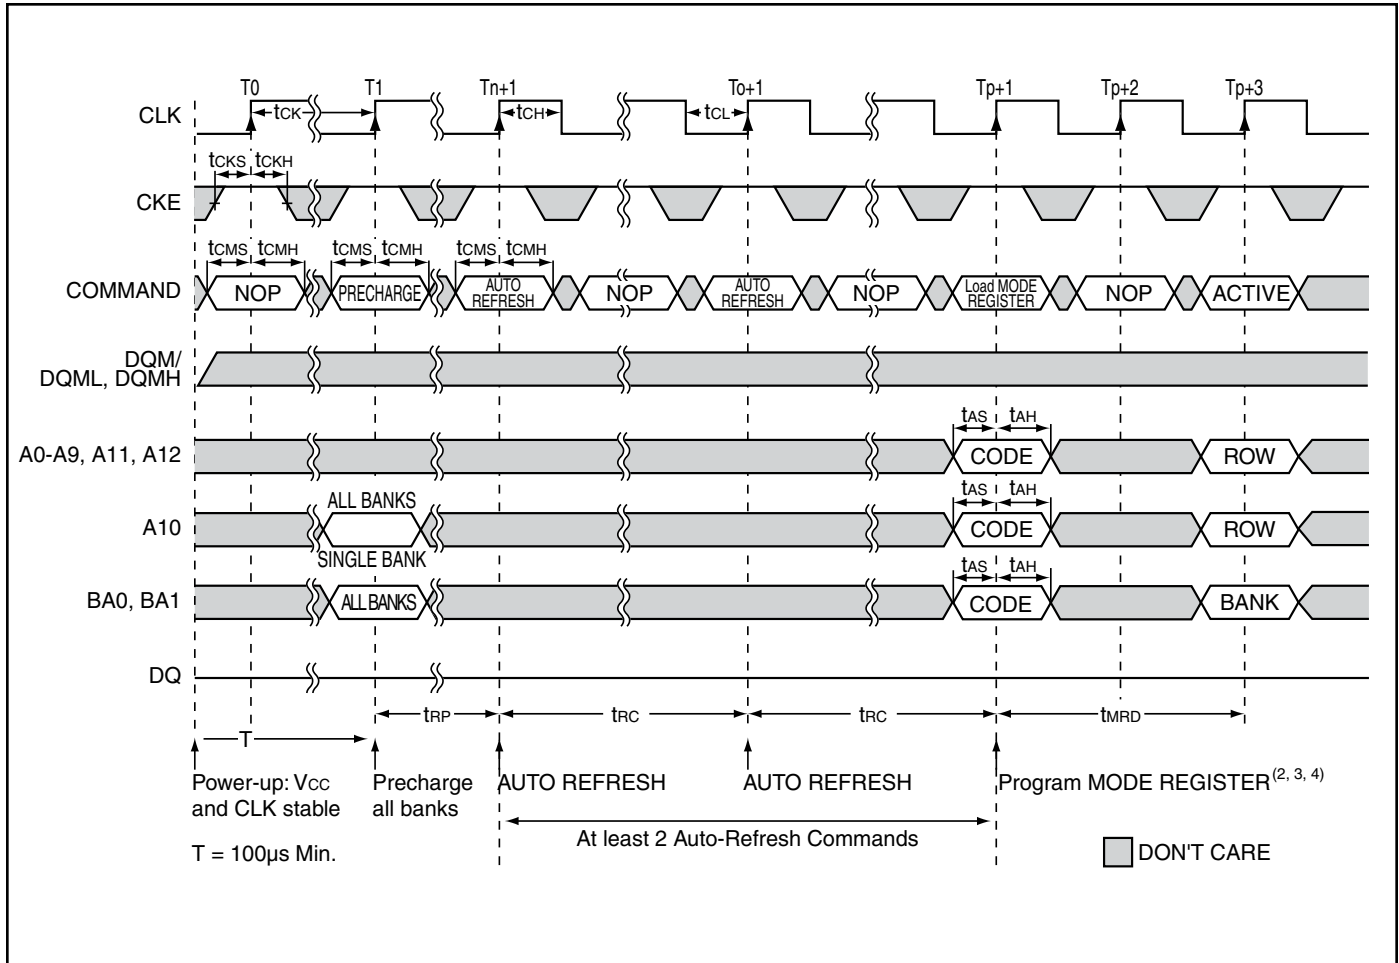 T0 T1 Tn+1 To+1 Tp+1 Tp+2 Tp+3
CLK tCK tCH tCL
tCKS tCKH
CKE
tCMS tCMH tCMS tCMH tCMS tCMH
COMMAND NOP PRECHARGE AUTO REFRESH NOP AUTO REFRESH NOP Load MODE REGISTER NOP ACTIVE
DQM/
DQML, DQMH
tAS tAH
A0-A9, A11, A12 CODE ROW
ALL BANKS tAS tAH
A10 CODE ROW
SINGLE BANK tAS tAH
BA0, BA1 ALL BANKS CODE BANK
DQ
tRP tRC tRC tMRD
T
Power-up: VCC
and CLK stable
Precharge
all banks
AUTO REFRESH
AUTO REFRESH
Program MODE REGISTER(2, 3, 4)
At least 2 Auto-Refresh Commands
T = 100µs Min.
DON'T CARE